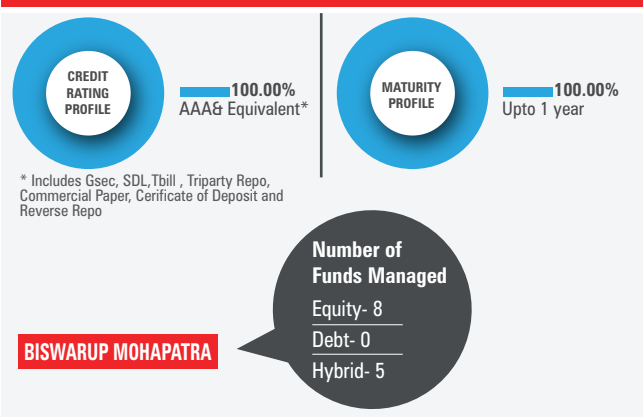 CREDIT
RATING
PROFILE
100.00%
AAA& Equivalent*
MATURITY
PROFILE
100.00%
Upto 1 year
* Includes Gsec, SDL,Tbill , Triparty Repo,
Commercial Paper, Cerificate of Deposit and
Reverse Repo
Number of
Funds Managed
Equity- 8
Debt- 0
Hybrid- 5
BISWARUP MOHAPATRA